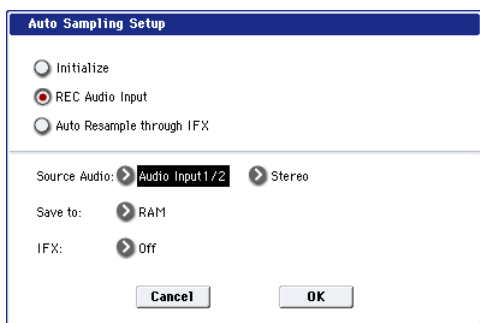 Auto Sampling Setup
Initialize
REC Audio Input
Auto Resample through IFX
Source Audio: Audio Input1/2 Stereo
Save to: RAM
IFX: Off
Cancel OK